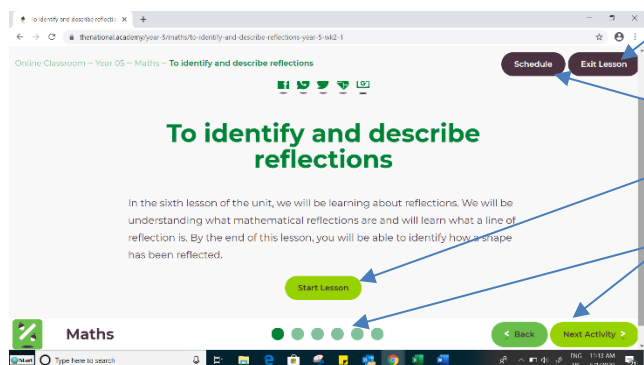 to identify and describe reflectio
thenational.academy/year-5/maths/to-identify-and-describe-reflections-year-5-wk2-1
Online Classroom – Year 05 – Maths – To identify and describe reflections
Schedule
Exit Lesson
To identify and describe
reflections
In the sixth lesson of the unit, we will be learning about reflections. We will be
understanding what mathematical reflections are and will learn what a line of
reflection is. By the end of this lesson, you will be able to identify how a shape
has been reflected.
Start Lesson
Maths
Back
Next Activity
Start
Type here to search
ENG
11:13 AM